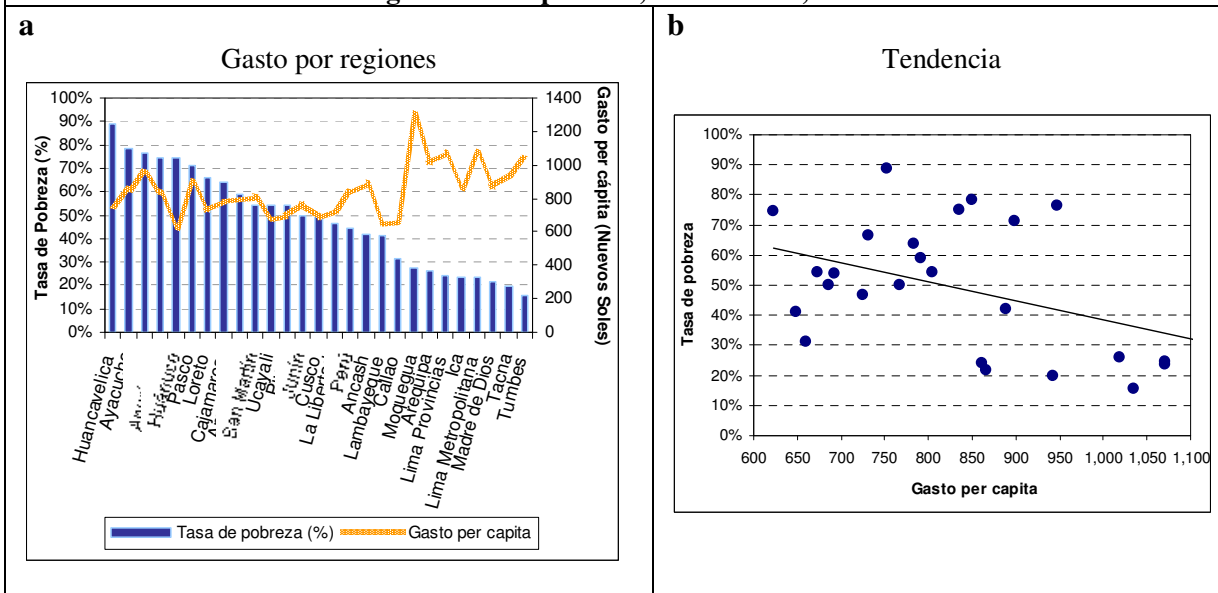 a
Gasto por regiones
Tasa de Pobreza (%)
100%
90%
80%
70%
60%
50%
40%
30%
20%
10%
0%
1400
1200
1000
800
600
400
200
0
Gasto per cápita (Nuevos Soles)
Huancavelica
Ayacucho
Pasco
Loreto
San Martín
Ucayali
Junín
Cusco
Perú
Ancash
Lambayeque
Callao
Moquegua
Arequipa
Lima Provincias
Ica
Lima Metropolitana
Madre de Dios
Tacna
Tumbes
Tasa de pobreza (%)
Gasto per capita
b
Tendencia
Tasa de pobreza
100%
90%
80%
70%
60%
50%
40%
30%
20%
10%
0%
600 650 700 750 800 850 900 950 1,000 1,050 1,100
Gasto per capita